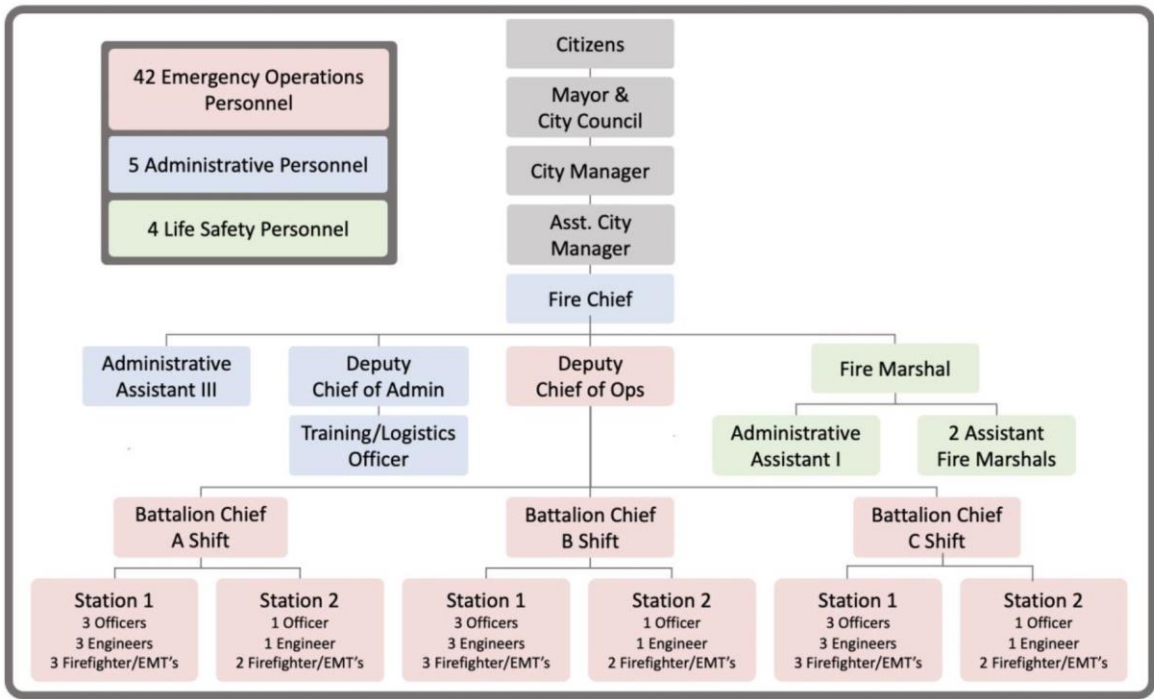 42 Emergency Operations
Personnel
5 Administrative Personnel
4 Life Safety Personnel
Citizens
Mayor &
City Council
City Manager
Asst. City
Manager
Fire Chief
Administrative
Assistant III
Deputy
Chief of Admin
Deputy
Chief of Ops
Fire Marshal
Training/Logistics
Officer
Administrative
Assistant I
2 Assistant
Fire Marshals
Battalion Chief
A Shift
Battalion Chief
B Shift
Battalion Chief
C Shift
Station 1
3 Officers
3 Engineers
3 Firefighter/EMT's
Station 2
1 Officer
1 Engineer
2 Firefighter/EMT's
Station 1
3 Officers
3 Engineers
3 Firefighter/EMT's
Station 2
1 Officer
1 Engineer
2 Firefighter/EMT's
Station 1
3 Officers
3 Engineers
3 Firefighter/EMT's
Station 2
1 Officer
1 Engineer
2 Firefighter/EMT's